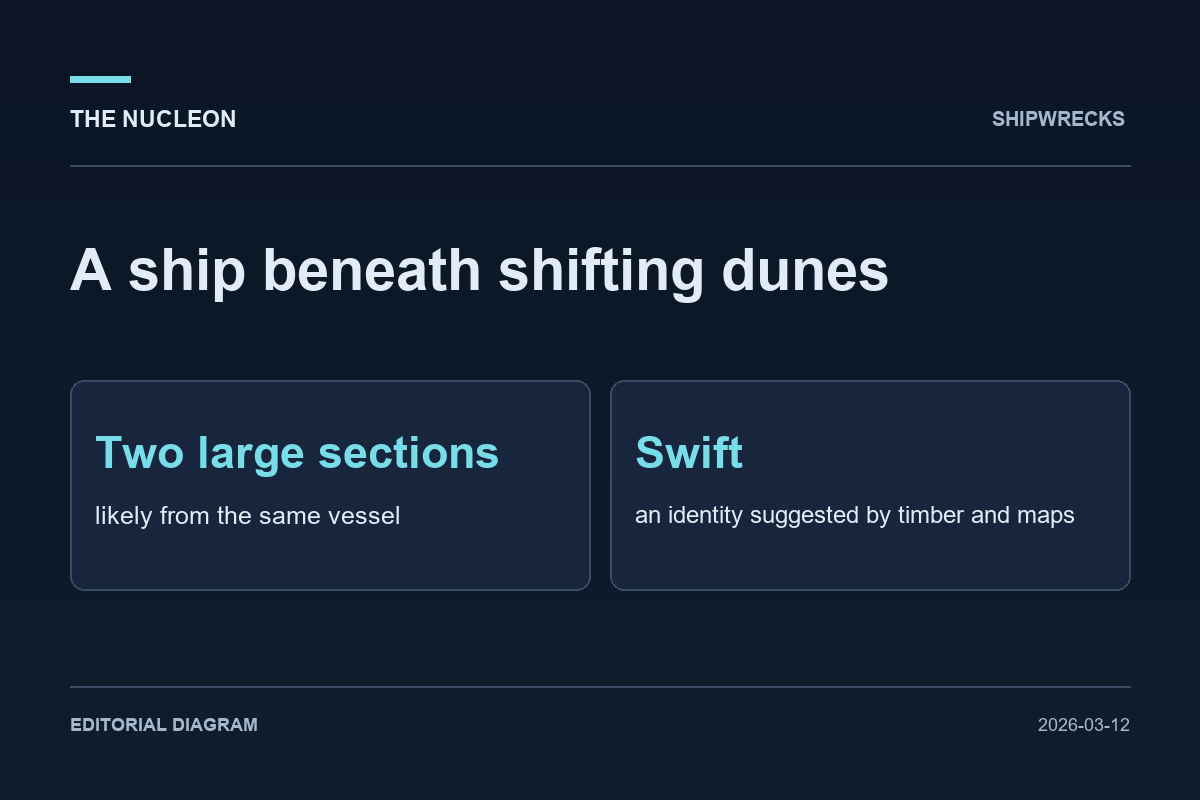 THE NUCLEON
SHIPWRECKS
A ship beneath shifting dunes
Two large sections
likely from the same vessel
Swift
an identity suggested by timber and maps
EDITORIAL DIAGRAM
2026-03-12